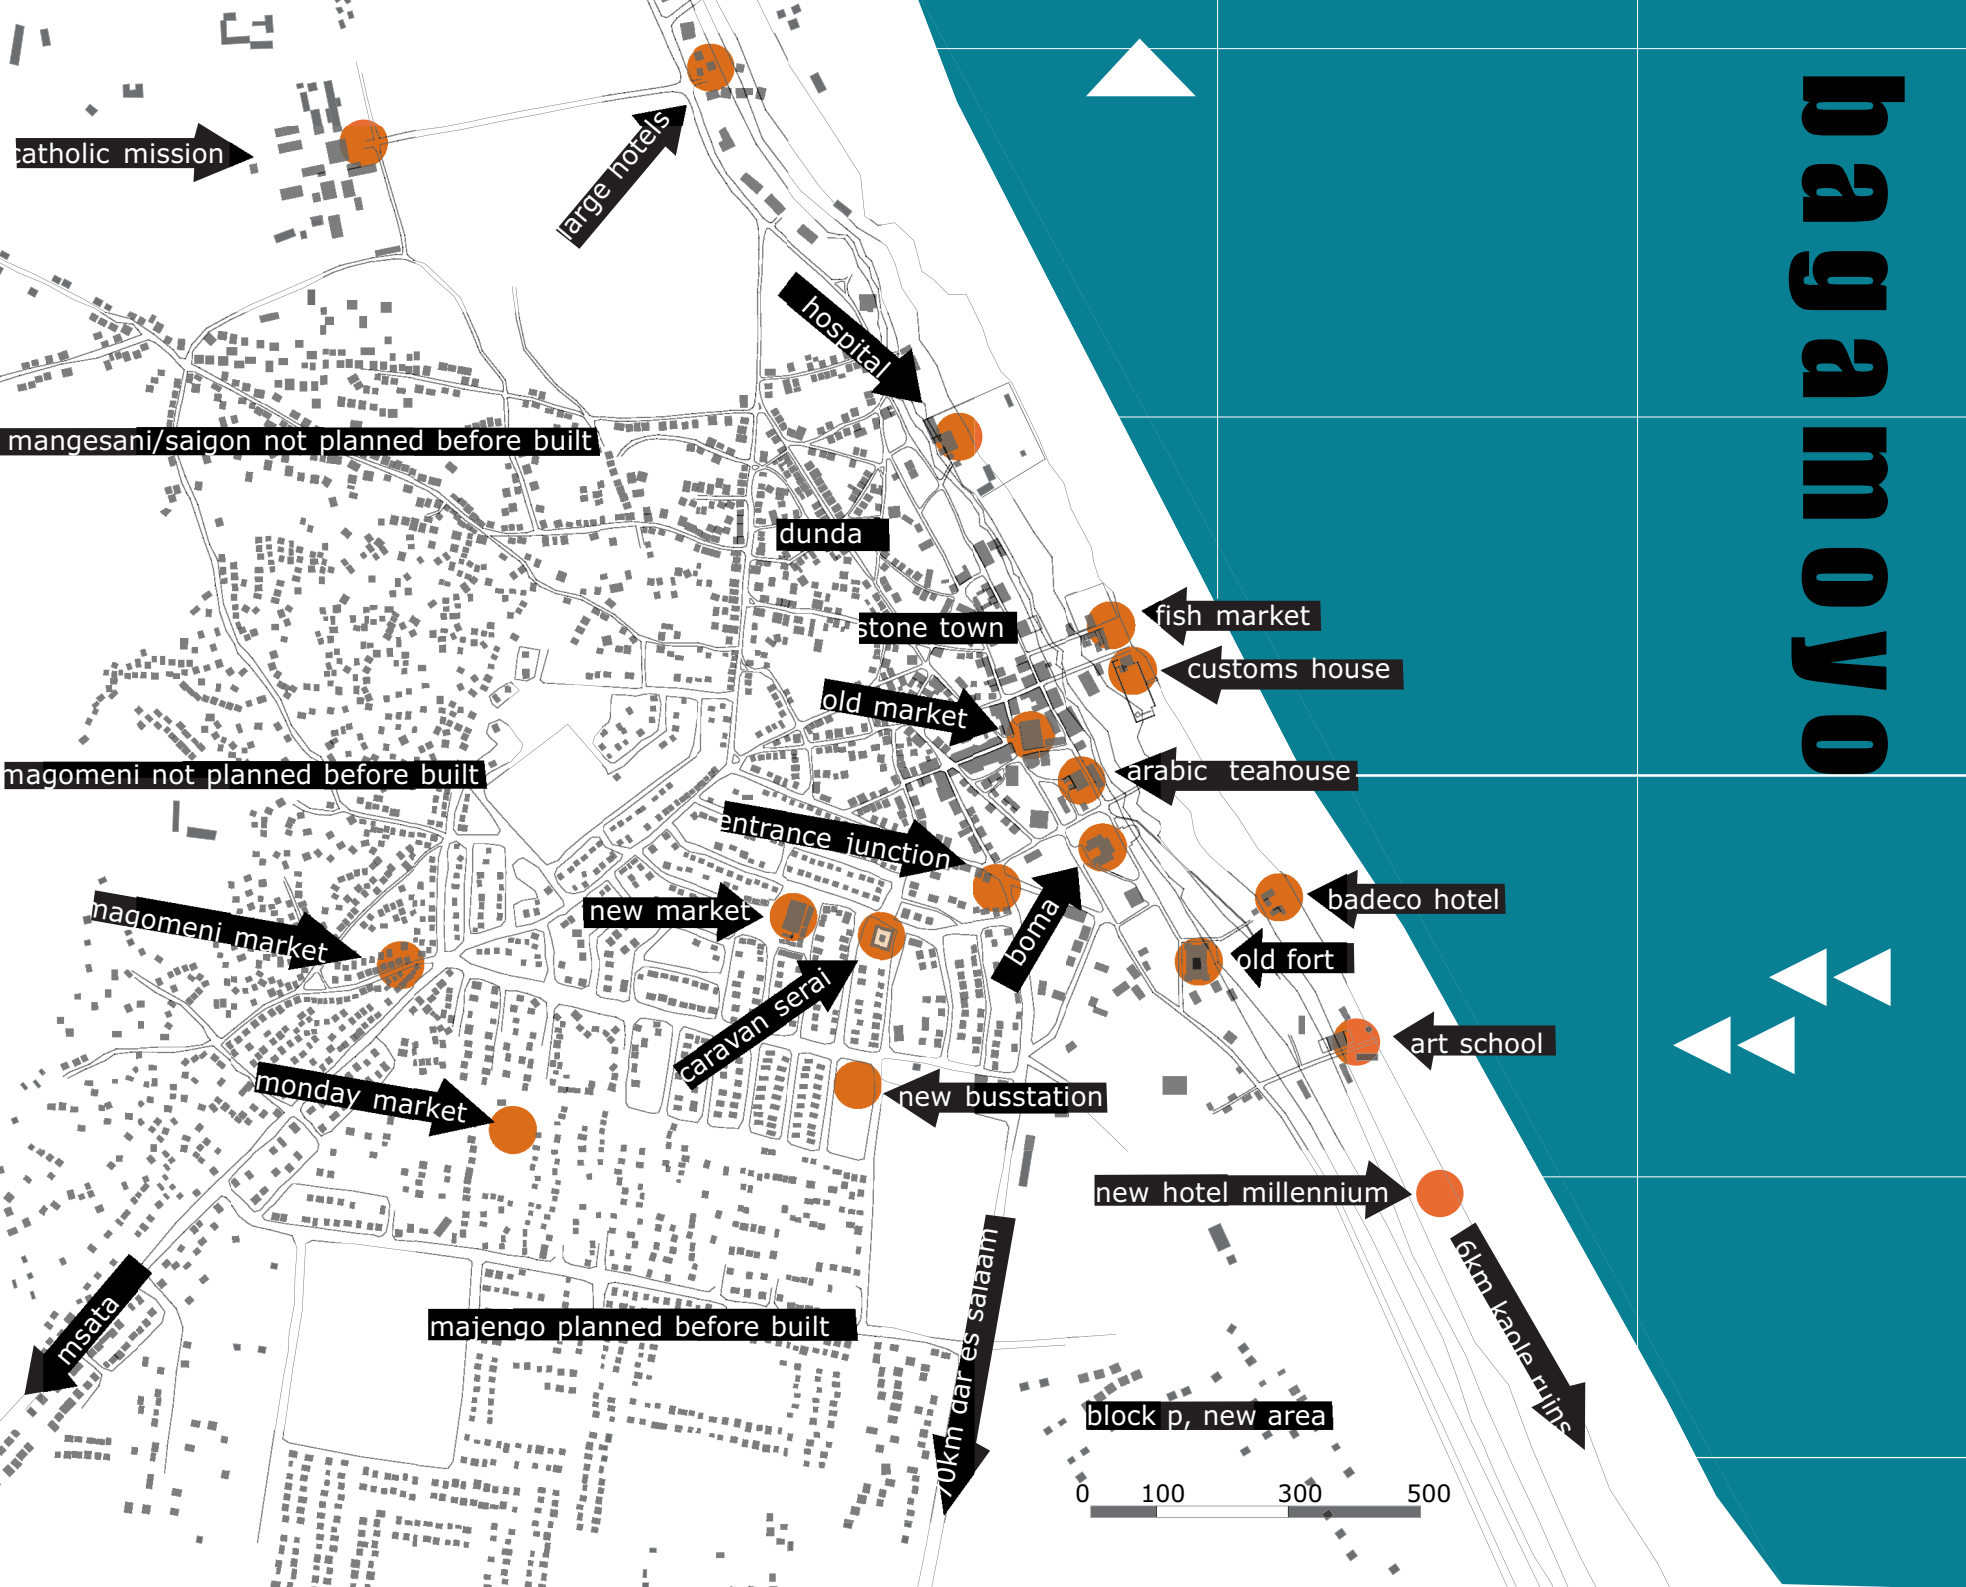 bagamoyo
catholic mission
large hotels
hospital
mangesani/saigon not planned before built
dunda
fish market
stone town
customs house
old market
arabic teahouse
magomeni not planned before built
entrance junction
badeco hotel
new market
magomeni market
boma
old fort
caravan serai
art school
monday market
new busstation
new hotel millennium
6km kaole ruins
70km dar es salaam
msata
majengo planned before built
block p, new area
0 100 300 500